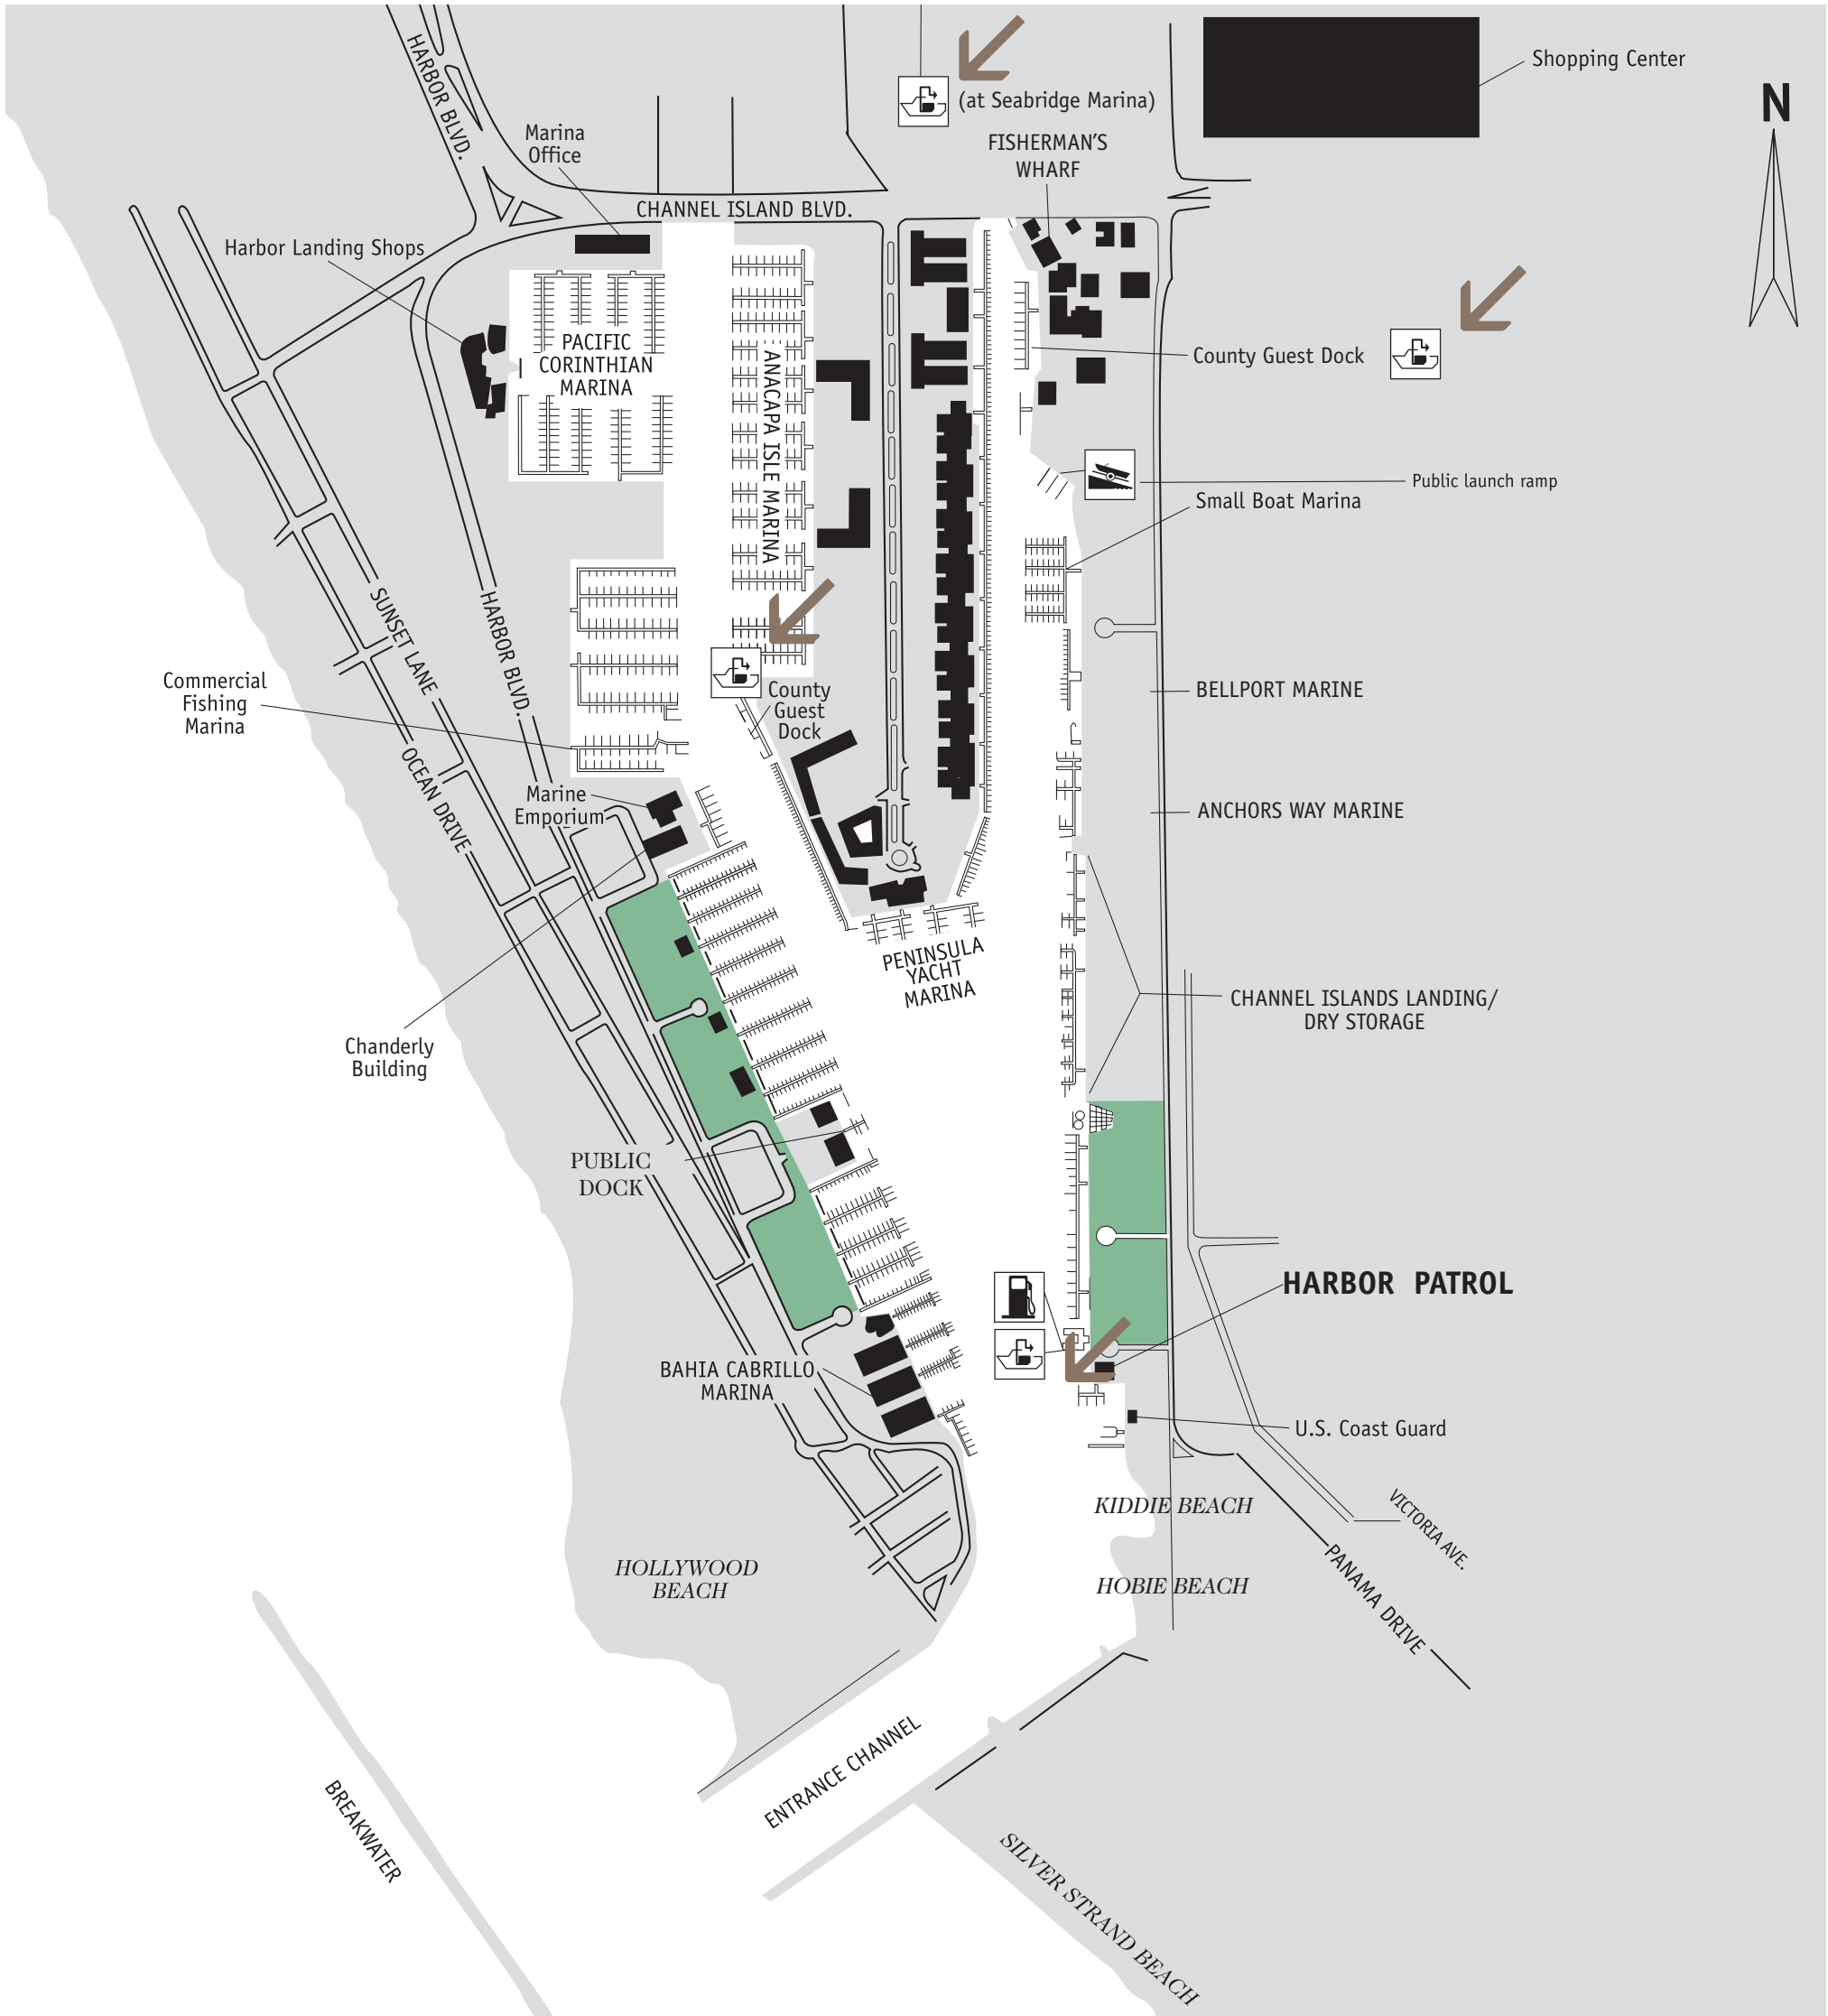 HARBOR BLVD.
(at Seabridge Marina)
Shopping Center
N
Marina
Office
FISHERMAN'S
WHARF
CHANNEL ISLAND BLVD.
Harbor Landing Shops
PACIFIC
CORINTHIAN
MARINA
ANACAPA ISLE MARINA
County Guest Dock
Public launch ramp
Small Boat Marina
SUNSET LANE
HARBOR BLVD.
Commercial
Fishing
Marina
County
Guest
Dock
BELLPORT MARINE
OCEAN DRIVE
Marine
Emporium
ANCHORS WAY MARINE
PENINSULA
YACHT
MARINA
CHANNEL ISLANDS LANDING/
DRY STORAGE
Chanderly
Building
PUBLIC
DOCK
HARBOR PATROL
BAHIA CABRILLO
MARINA
U.S. Coast Guard
KIDDIE BEACH
VICTORIA AVE.
HOLLYWOOD
BEACH
HOBIE BEACH
PANAMA DRIVE
ENTRANCE CHANNEL
BREAKWATER
SILVER STRAND BEACH